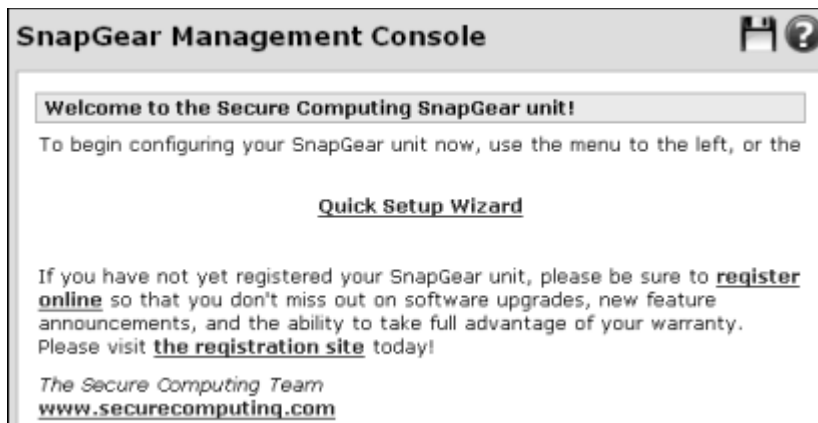 SnapGear Management Console
Welcome to the Secure Computing SnapGear unit!
To begin configuring your SnapGear unit now, use the menu to the left, or the
Quick Setup Wizard
If you have not yet registered your SnapGear unit, please be sure to register
online so that you don't miss out on software upgrades, new feature
announcements, and the ability to take full advantage of your warranty.
Please visit the registration site today!
The Secure Computing Team
www.securecomputing.com